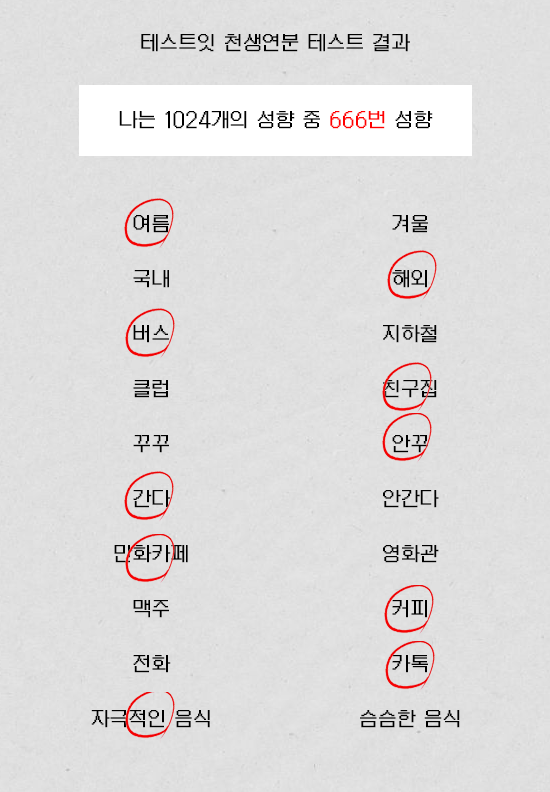 테스트잇 천생연분 테스트 결과
나는 1024개의 성향 중 666번 성향
여름 겨울
국내 해외
버스 지하철
클럽 친구집
꾸꾸 안꾸
간다 안간다
만화카페 영화관
맥주 커피
전화 카톡
자극적인 음식 슴슴한 음식